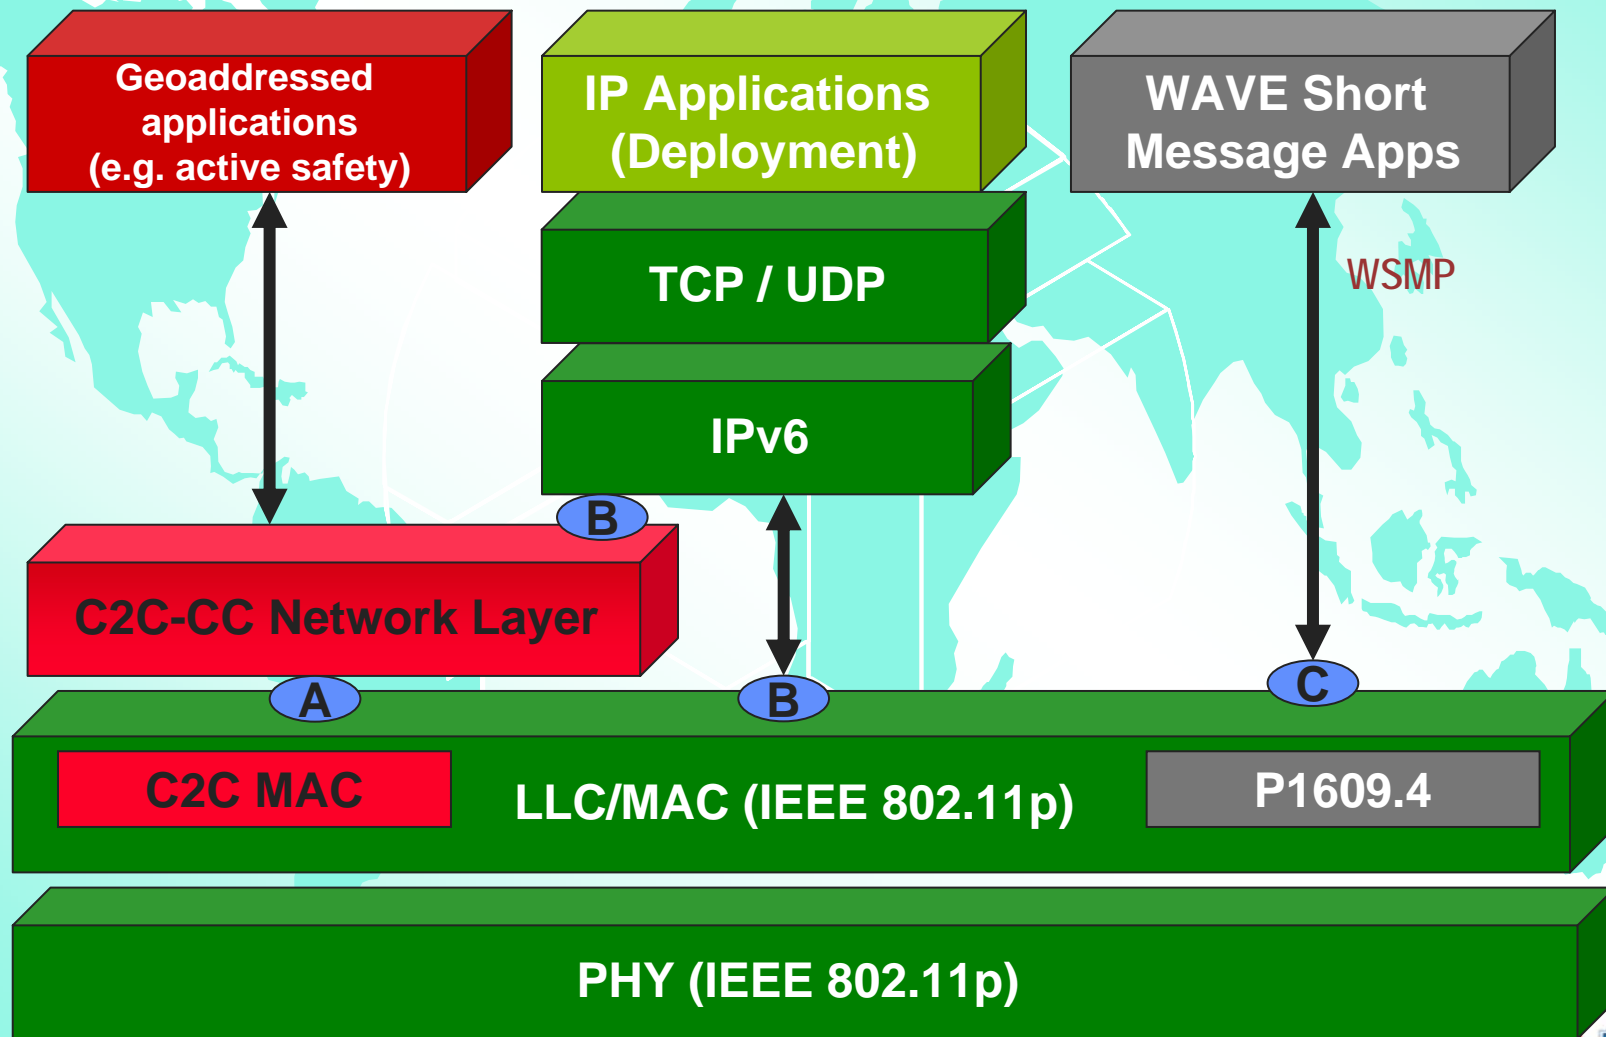 Geoaddressed
applications
(e.g. active safety)
IP Applications
(Deployment)
WAVE Short
Message Apps
TCP / UDP
WSMP
IPv6
B
C2C-CC Network Layer
A
B
C
C2C MAC
LLC/MAC (IEEE 802.11p)
P1609.4
PHY (IEEE 802.11p)